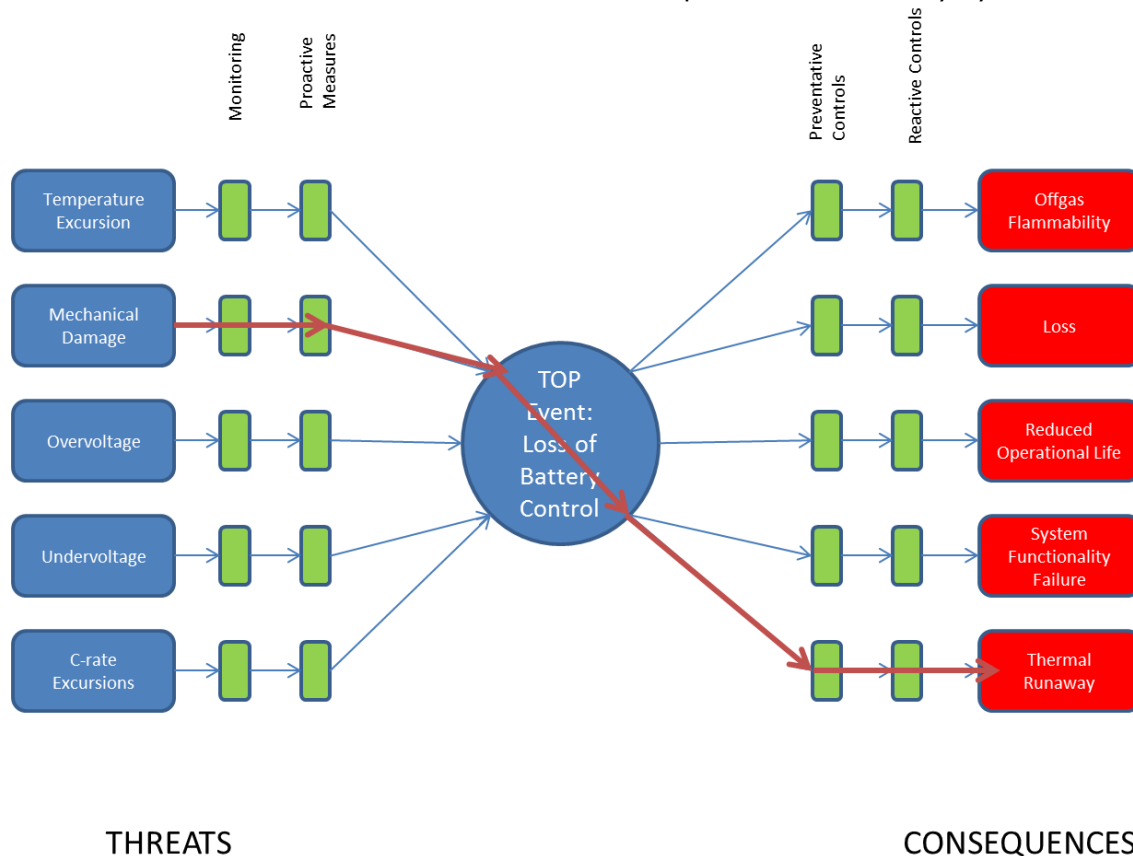 Monitoring
Proactive
Measures
Preventative
Controls
Reactive Controls
Temperature
Excursion
Offgas
Flammability
Mechanical
Damage
Loss
TOP
Event:
Loss of
Battery
Control
Overvoltage
Reduced
Operational Life
Undervoltage
System
Functionality
Failure
C-rate
Excursions
Thermal
Runaway
THREATS
CONSEQUENCES